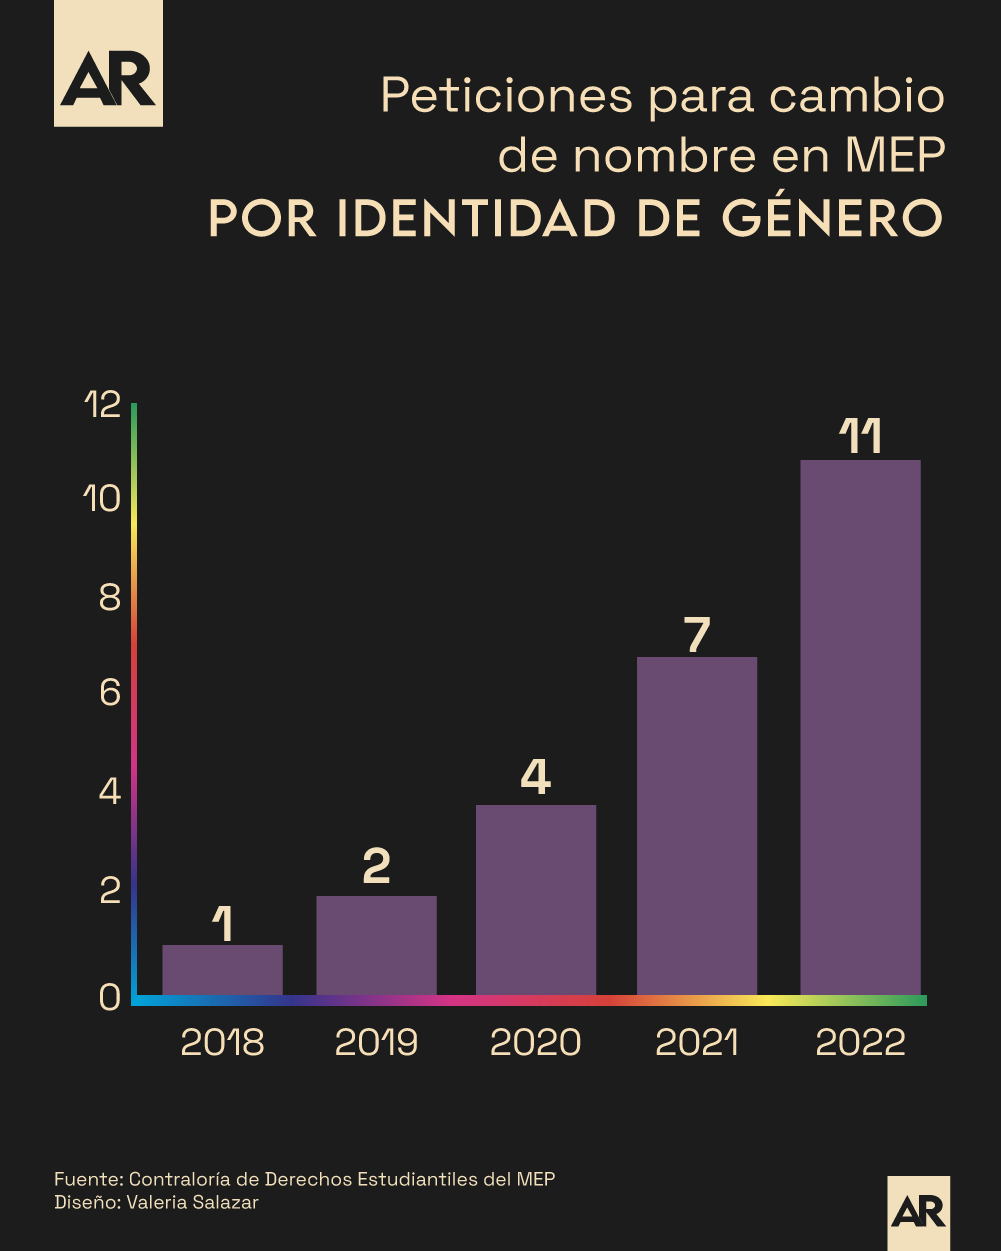 AR
Peticiones para cambio
de nombre en MEP
POR IDENTIDAD DE GÉNERO
12
10
8
6
4
2
0
1
2
4
7
11
2018 2019 2020 2021 2022
Fuente: Contraloría de Derechos Estudiantiles del MEP
Diseño: Valeria Salazar
AR